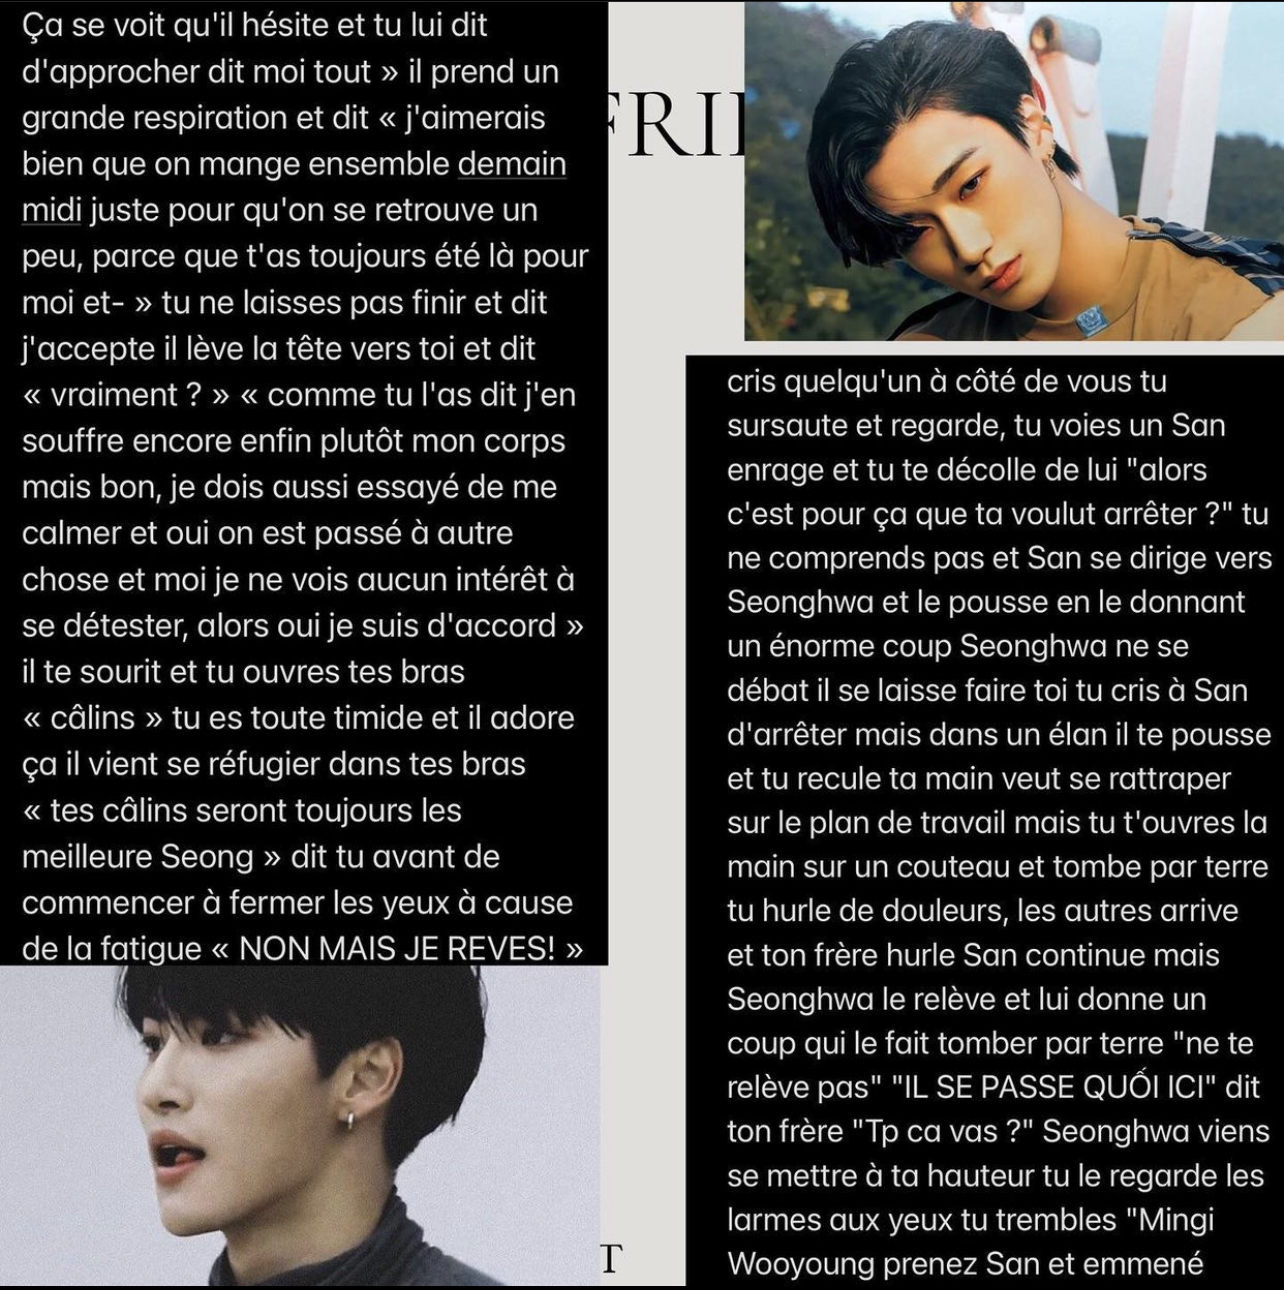 Ça se voit qu'il hésite et tu lui dit
d'approcher dit moi tout » il prend un
grande respiration et dit « j'aimerais
bien que on mange ensemble demain
midi juste pour qu'on se retrouve un
peu, parce que t'as toujours été là pour
moi et- » tu ne laisses pas finir et dit
j'accepte il lève la tête vers toi et dit
« vraiment ? » « comme tu l'as dit j'en
souffre encore enfin plutôt mon corps
mais bon, je dois aussi essayé de me
calmer et oui on est passé à autre
chose et moi je ne vois aucun intérêt à
se détester, alors oui je suis d'accord »
il te sourit et tu ouvres tes bras
« câlins » tu es toute timide et il adore
ça il vient se réfugier dans tes bras
« tes câlins seront toujours les
meilleure Seong » dit tu avant de
commencer à fermer les yeux à cause
de la fatigue « NON MAIS JE REVES! »
FRI
cris quelqu'un à côté de vous tu
sursaute et regarde, tu voies un San
enrage et tu te décolle de lui "alors
c'est pour ça que ta voulut arrêter ?" tu
ne comprends pas et San se dirige vers
Seonghwa et le pousse en le donnant
un énorme coup Seonghwa ne se
débat il se laisse faire toi tu cris à San
d'arrêter mais dans un élan il te pousse
et tu recule ta main veut se rattraper
sur le plan de travail mais tu t'ouvres la
main sur un couteau et tombe par terre
tu hurle de douleurs, les autres arrive
et ton frère hurle San continue mais
Seonghwa le relève et lui donne un
coup qui le fait tomber par terre "ne te
relève pas" "IL SE PASSE QUỐI ICI" dit
ton frère "Tp ca vas ?" Seonghwa viens
se mettre à ta hauteur tu le regarde les
larmes aux yeux tu trembles "Mingi
Wooyoung prenez San et emmené
T